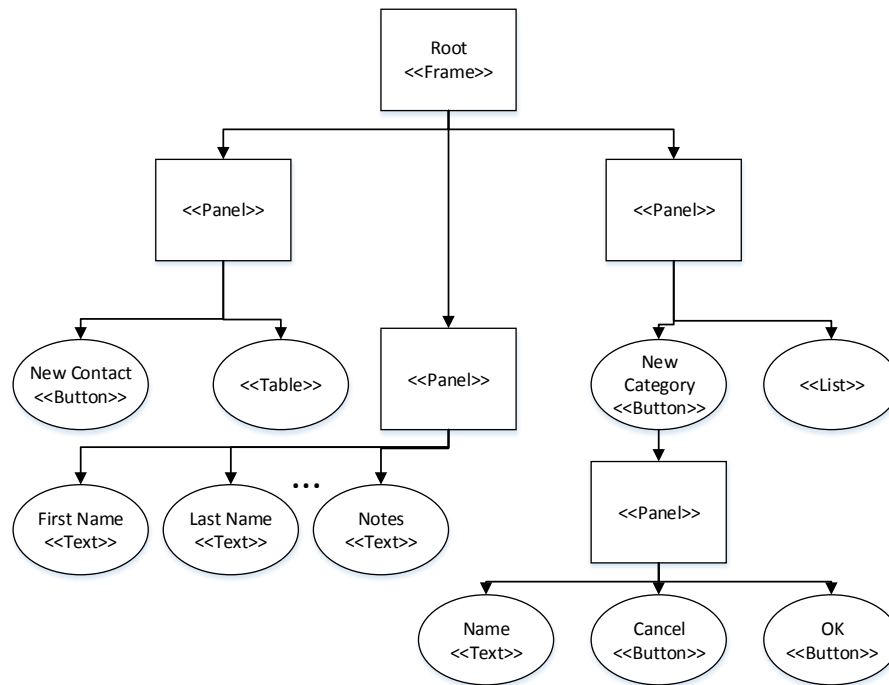 Root
<<Frame>>
<<Panel>>
<<Panel>>
New Contact
<<Button>>
<<Table>>
<<Panel>>
New
Category
<<Button>>
<<List>>
First Name
<<Text>>
Last Name
<<Text>>
...
Notes
<<Text>>
<<Panel>>
Name
<<Text>>
Cancel
<<Button>>
OK
<<Button>>